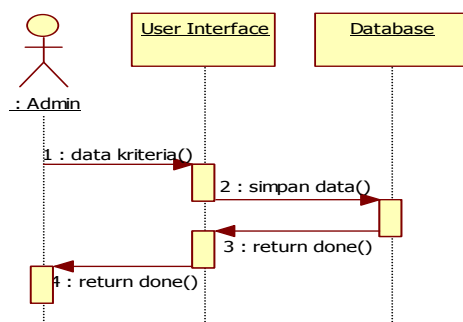 User Interface
Database
: Admin
1 : data kriteria()
2 : simpan data()
3 : return done()
4 : return done()